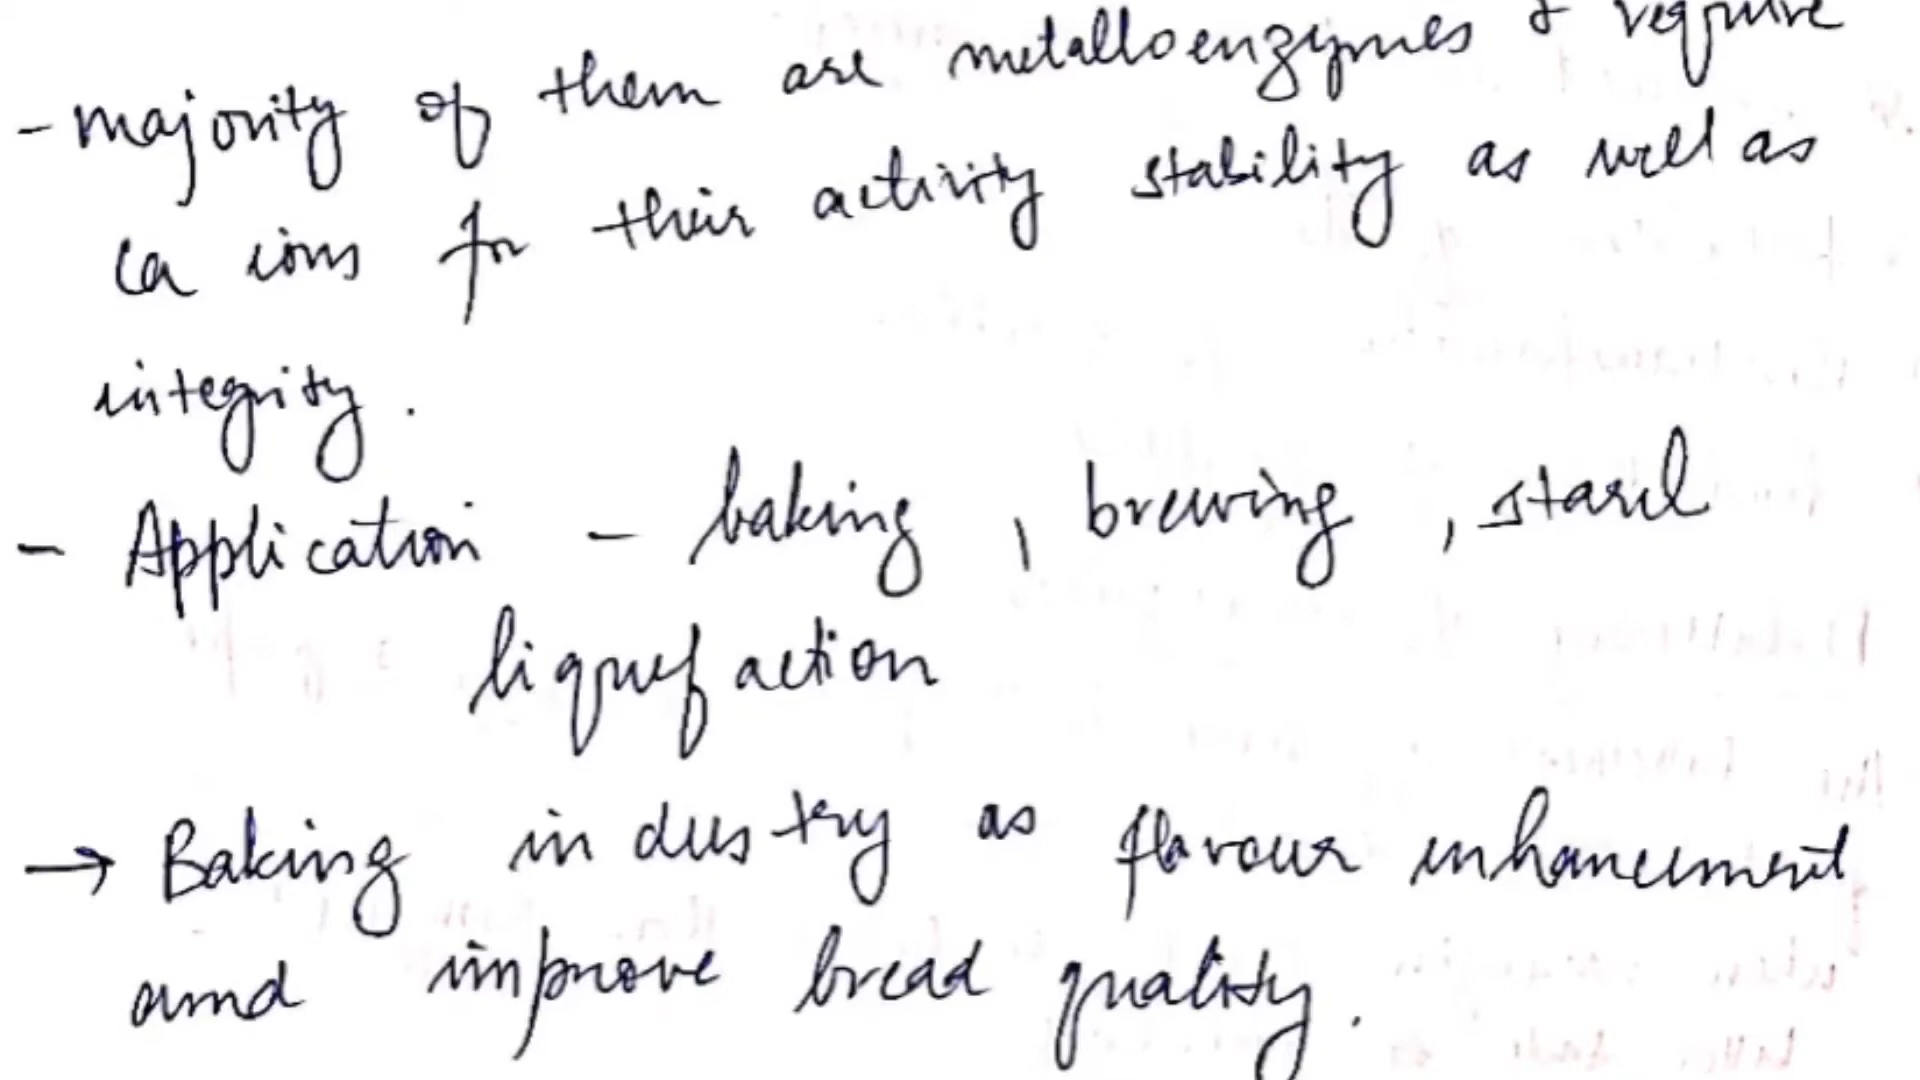 - majority of them are metalloenzymes & require
ca ions for their activity stability as well as
integrity.
- Application - baking, brewing, starch
liquefaction
→ Baking industry as flavour enhancement
and improve bread quality.